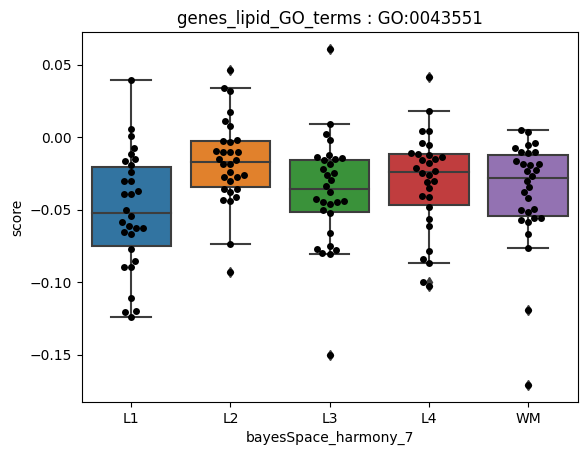 genes_lipid_GO_terms : GO:0043551
0.05
0.00
−0.05
−0.10
−0.15
score
L1 L2 L3 L4 WM
bayesSpace_harmony_7